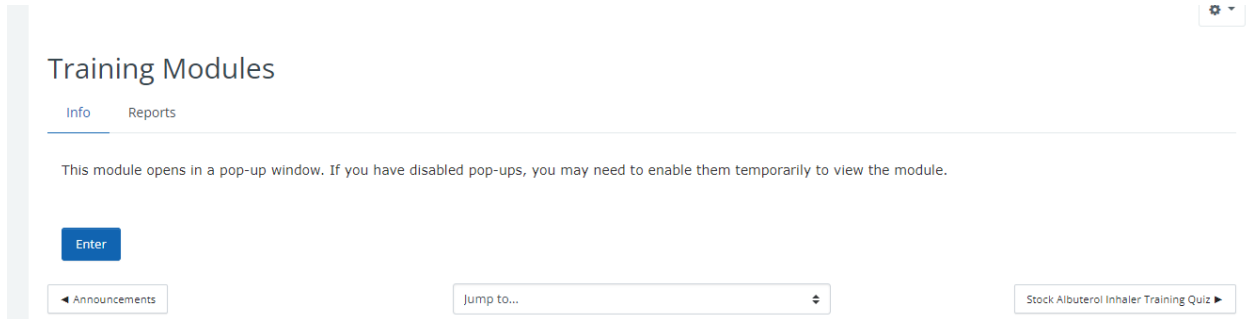 Training Modules
Info Reports
This module opens in a pop-up window. If you have disabled pop-ups, you may need to enable them temporarily to view the module.
Enter
◄ Announcements Jump to... Stock Albuterol Inhaler Training Quiz ►